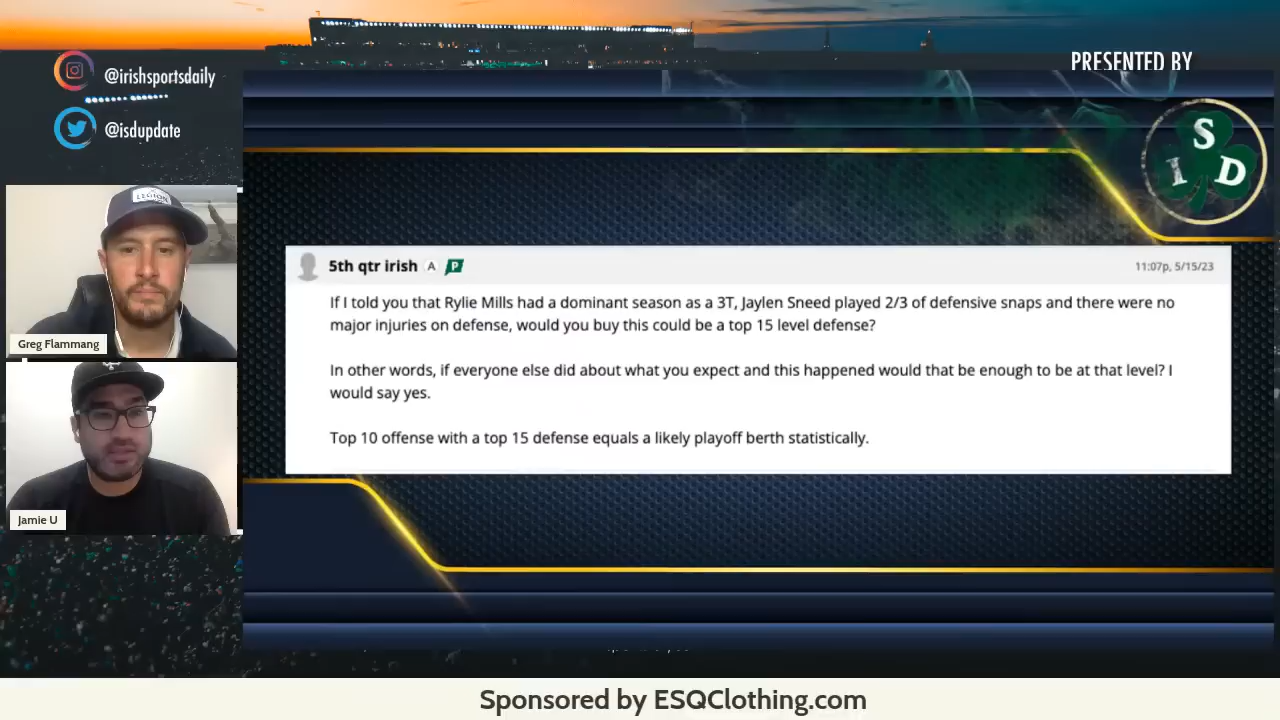 @irishsportsdaily
@isdupdate
PRESENTED BY
I S D
LEGION
Greg Flammang
Jamie U
5th qtr irish A P
11:07p, 5/15/23
If I told you that Rylie Mills had a dominant season as a 3T, Jaylen Sneed played 2/3 of defensive snaps and there were no
major injuries on defense, would you buy this could be a top 15 level defense?
In other words, if everyone else did about what you expect and this happened would that be enough to be at that level? I
would say yes.
Top 10 offense with a top 15 defense equals a likely playoff berth statistically.
Sponsored by ESQClothing.com